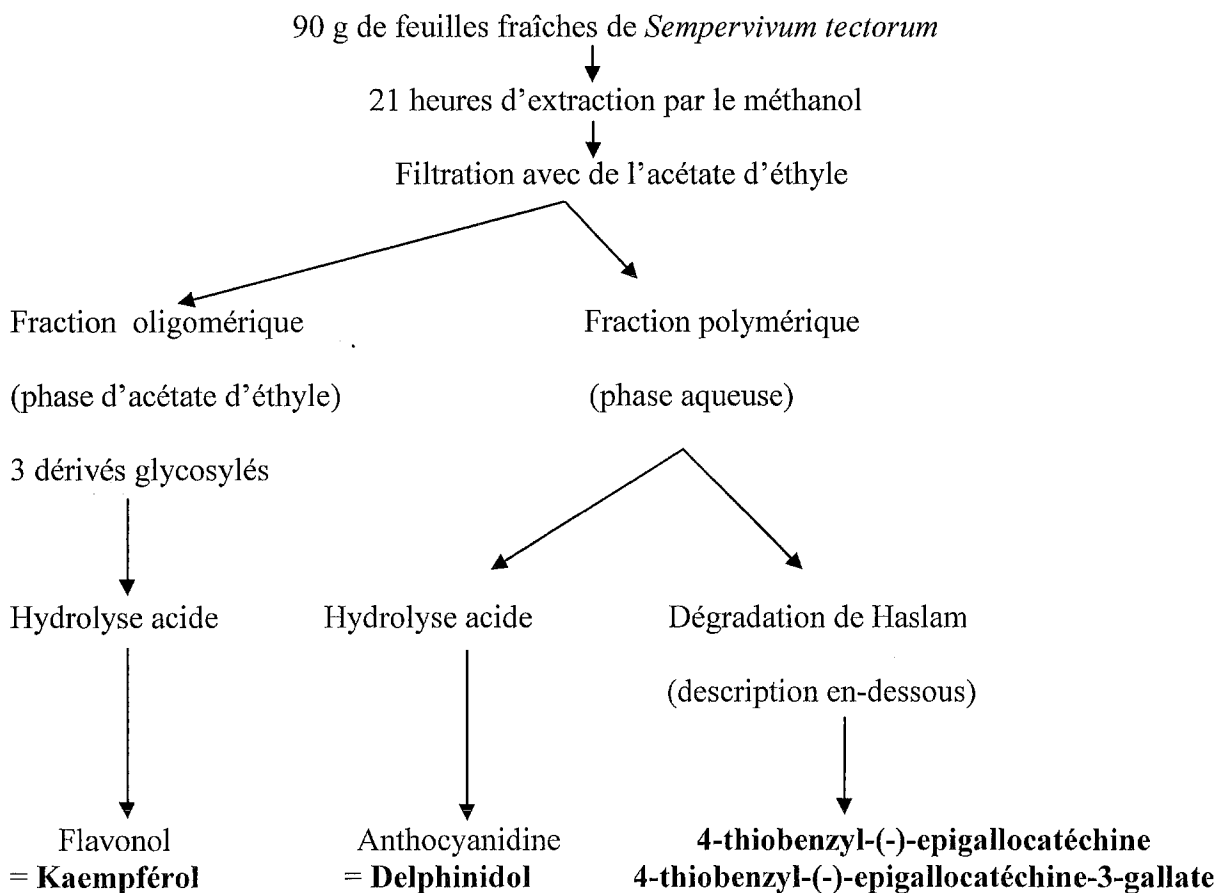 90 g de feuilles fraîches de Sempervivum tectorum
21 heures d'extraction par le méthanol
Filtration avec de l'acétate d'éthyle
Fraction oligomérique
(phase d'acétate d'éthyle)
3 dérivés glycosylés
Fraction polymérique
(phase aqueuse)
Hydrolyse acide
Hydrolyse acide
Dégradation de Haslam
(description en-dessous)
Flavonol
= Kaempférol
Anthocyanidine
= Delphinidol
4-thiobenzyl-(-)-epigallocatéchine
4-thiobenzyl-(-)-epigallocatéchine-3-gallate